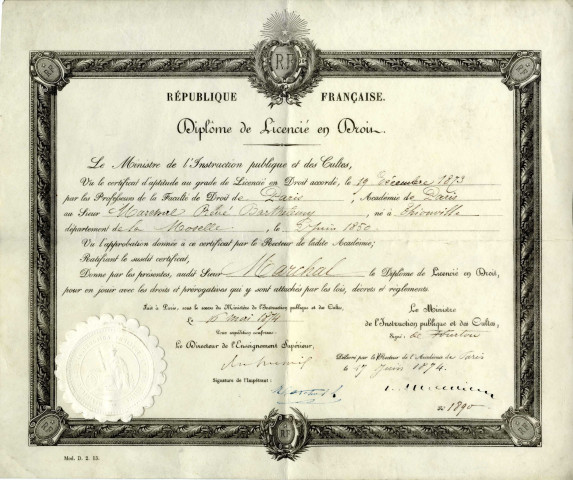 RF
RÉPUBLIQUE FRANÇAISE.
Diplôme de Licencié en Droit.
Le Ministre de l'Instruction publique et des Cultes,
Vu le certificat d'aptitude au grade de Licencié en Droit accordé, le 19 Décembre 1873
par les Professeurs de la Faculté de Droit de Paris, Académie de Paris
au Sieur Marchal Barthélemy, né à Thionville
département de la Moselle, le Juin 1850
Vu l'approbation donnée à ce certificat par le Recteur de ladite Académie;
Ratifiant le susdit certificat,
Donne par les présentes, audit Sieur Marchal le Diplôme de Licencié en Droit,
pour en jouir avec les droits et prérogatives qui y sont attachés par les lois, décrets et règlements.
Fait à Paris, sous le sceau du Ministère de l'Instruction publique et des Cultes,
Le mai 1874
Pour expédition conforme:
Le Directeur de l'Enseignement Supérieur,
Signature de l'Impétrant:
Le Ministre
de l'Instruction publique et des Cultes,
Signé: de Fourtou
Délivré par le Recteur de l'Académie de Paris
le 17 Juin 1874.
1890
Mod. D. 2. 55.